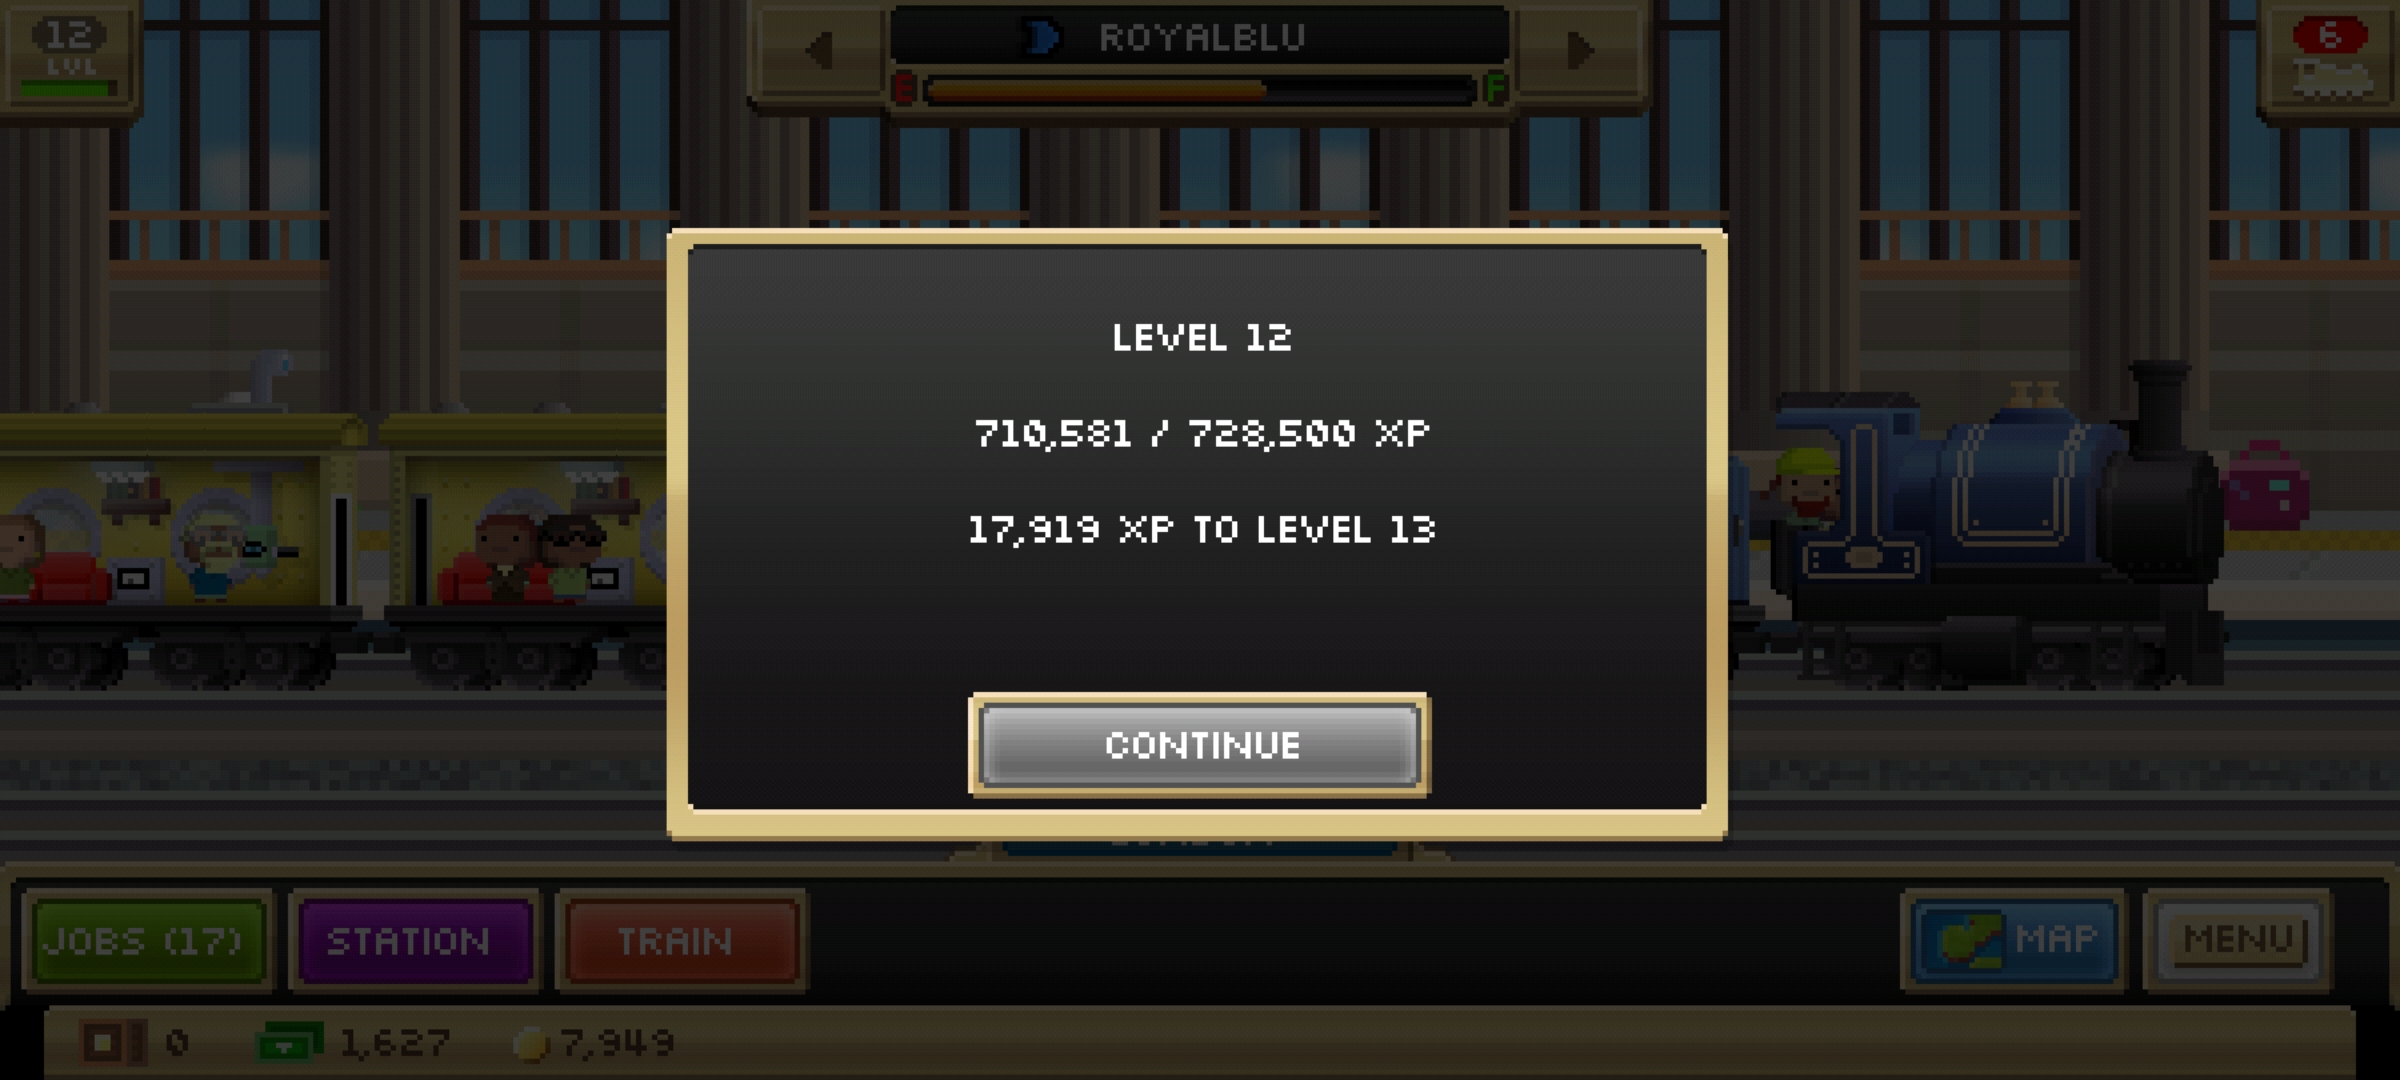 12
LVL
ROYALBLU
E F
6
LEVEL 12
710,581 / 728,500 XP
17,919 XP TO LEVEL 13
CONTINUE
JOBS (17)
STATION
TRAIN
MAP
MENU
0
1,627
7,949